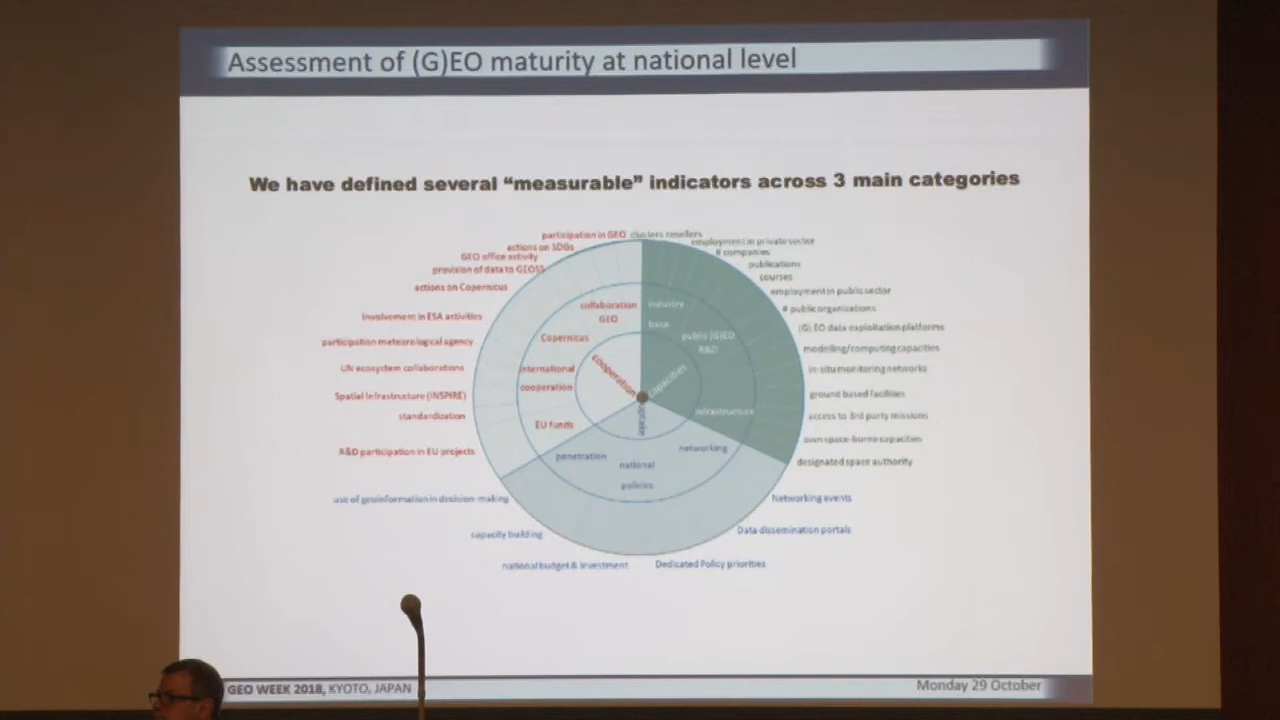 Assessment of (G)EO maturity at national level
We have defined several “measurable” indicators across 3 main categories
participation in GEO
actions on SDGs
GEO office activity
provision of data to GEOSS
actions on Copernicus
Involvement in ESA activities
participation meteorological agency
UN ecosystem collaborations
Spatial Infrastructure (INSPIRE)
standardization
R&D participation in EU projects
clusters resellers
employment in private sector
# companies
publications
courses
employment in public sector
# public organizations
(G) EO data exploitation platforms
modelling/computing capacities
in-situ monitoring networks
ground based facilities
access to 3rd party missions
own space-borne capacities
designated space authority
collaboration
GEO
Copernicus
international
cooperation
EU funds
cooperation
industry
base
public (G)EO
R&D
capacities
infrastructure
uptake
penetration
national
policies
networking
use of geoinformation in decision-making
capacity building
national budget & investment
Dedicated Policy priorities
Data dissemination portals
Networking events
GEO WEEK 2018, KYOTO, JAPAN
Monday 29 October